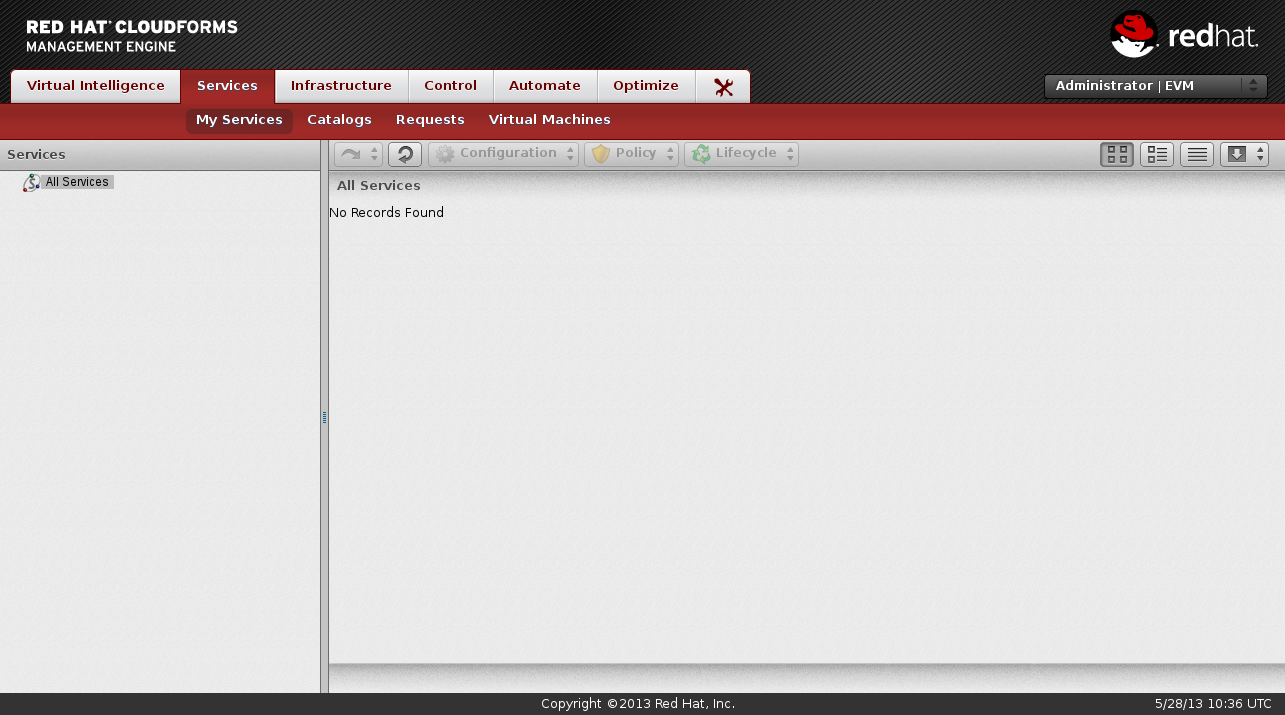 RED HAT CLOUDFORMS
MANAGEMENT ENGINE
redhat.
Virtual Intelligence
Services
Infrastructure
Control
Automate
Optimize
Administrator | EVM
My Services
Catalogs
Requests
Virtual Machines
Services
Configuration
Policy
Lifecycle
All Services
All Services
No Records Found
Copyright ©2013 Red Hat, Inc.
5/28/13 10:36 UTC